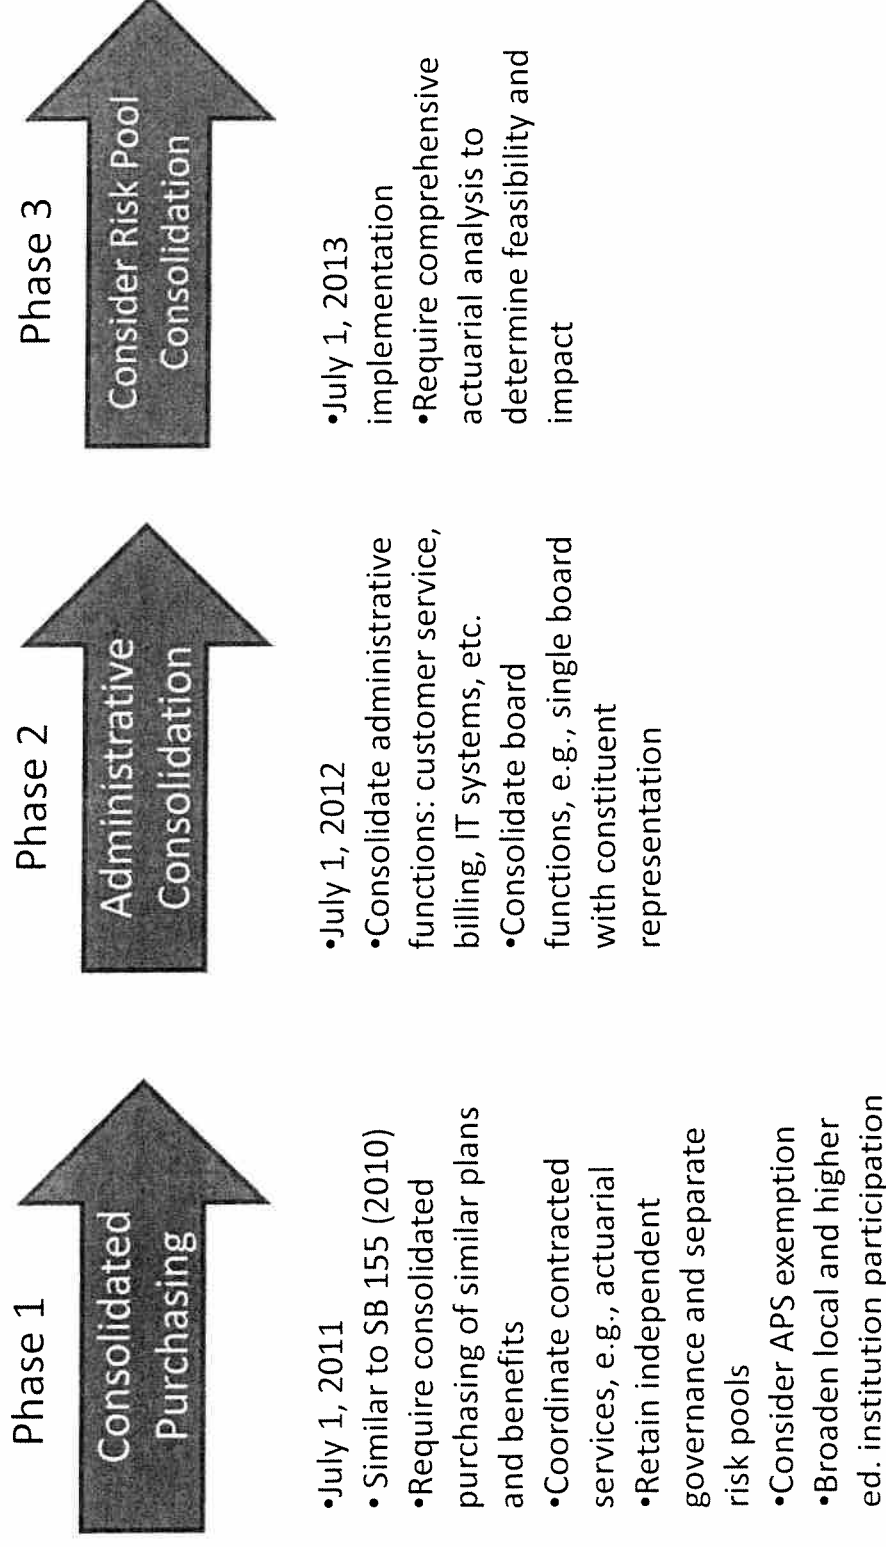 Phase 1
Consolidated
Purchasing
•July 1, 2011
• Similar to SB 155 (2010)
•Require consolidated
purchasing of similar plans
and benefits
•Coordinate contracted
services, e.g., actuarial
•Retain independent
governance and separate
risk pools
•Consider APS exemption
•Broaden local and higher
ed. institution participation
Phase 2
Administrative
Consolidation
•July 1, 2012
•Consolidate administrative
functions: customer service,
billing, IT systems, etc.
•Consolidate board
functions, e.g., single board
with constituent
representation
Phase 3
Consider Risk Pool
Consolidation
•July 1, 2013
implementation
•Require comprehensive
actuarial analysis to
determine feasibility and
impact